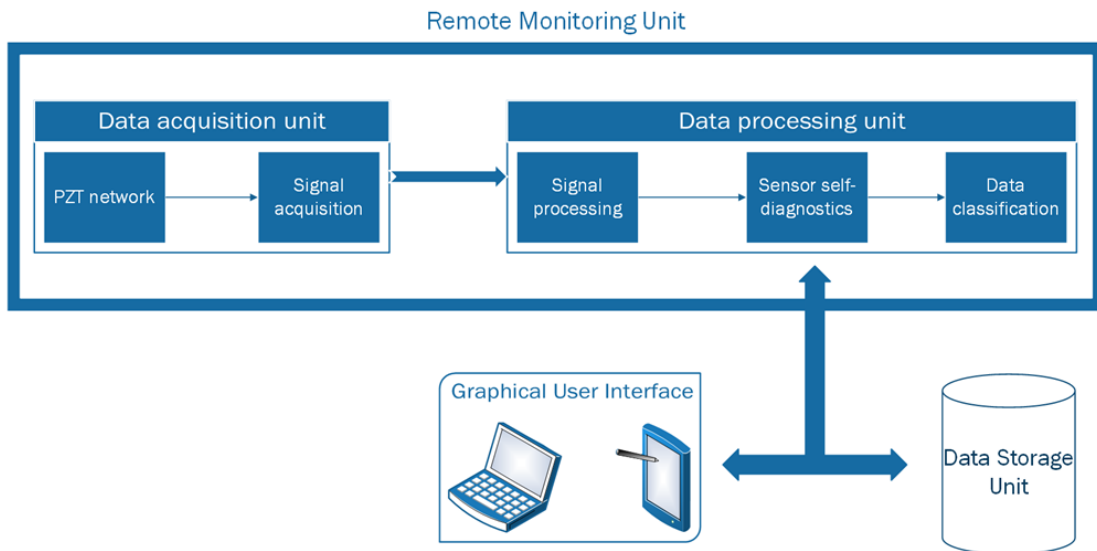 Remote Monitoring Unit
Data acquisition unit
Data processing unit
PZT network
Signal
acquisition
Signal
processing
Sensor self-
diagnostics
Data
classification
Graphical User Interface
Data Storage
Unit